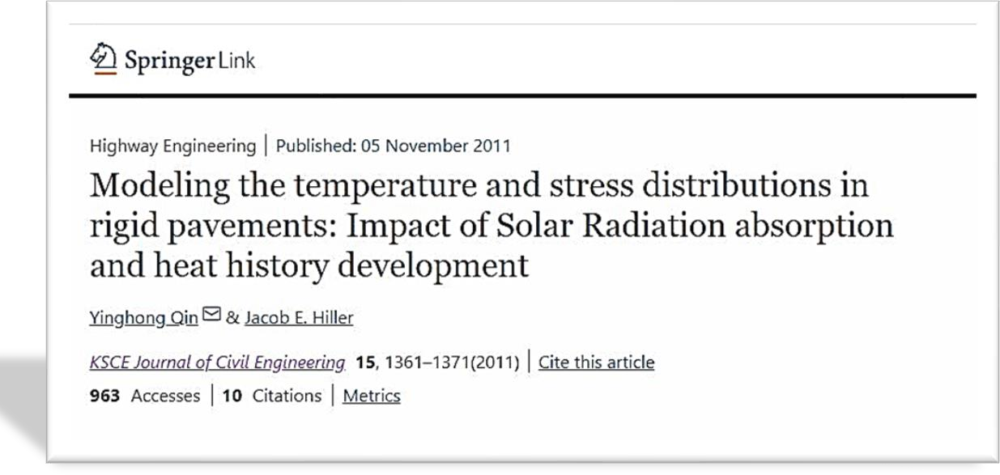 Springer Link
Highway Engineering | Published: 05 November 2011
Modeling the temperature and stress distributions in
rigid pavements: Impact of Solar Radiation absorption
and heat history development
Yinghong Qin & Jacob E. Hiller
KSCE Journal of Civil Engineering 15, 1361–1371(2011) | Cite this article
963 Accesses | 10 Citations | Metrics